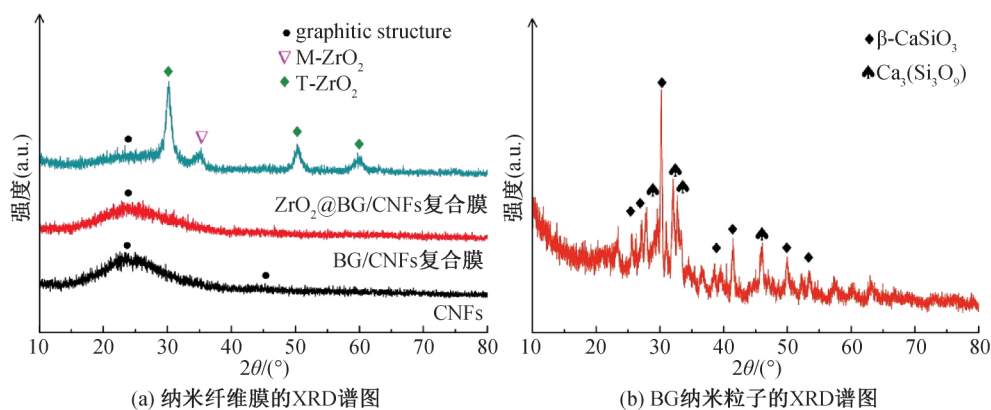 (a)
graphitic structure
M-ZrO₂
T-ZrO₂
强度(a.u.)
ZrO₂@BG/CNFs复合膜
BG/CNFs复合膜
CNFs
10 20 30 40 50 60 70 80
2θ/(°)
(a) 纳米纤维膜的XRD谱图
(b)
β-CaSiO₃
Ca₃(Si₃O₉)
强度(a.u.)
10 20 30 40 50 60 70 80
2θ/(°)
(b) BG纳米粒子的XRD谱图